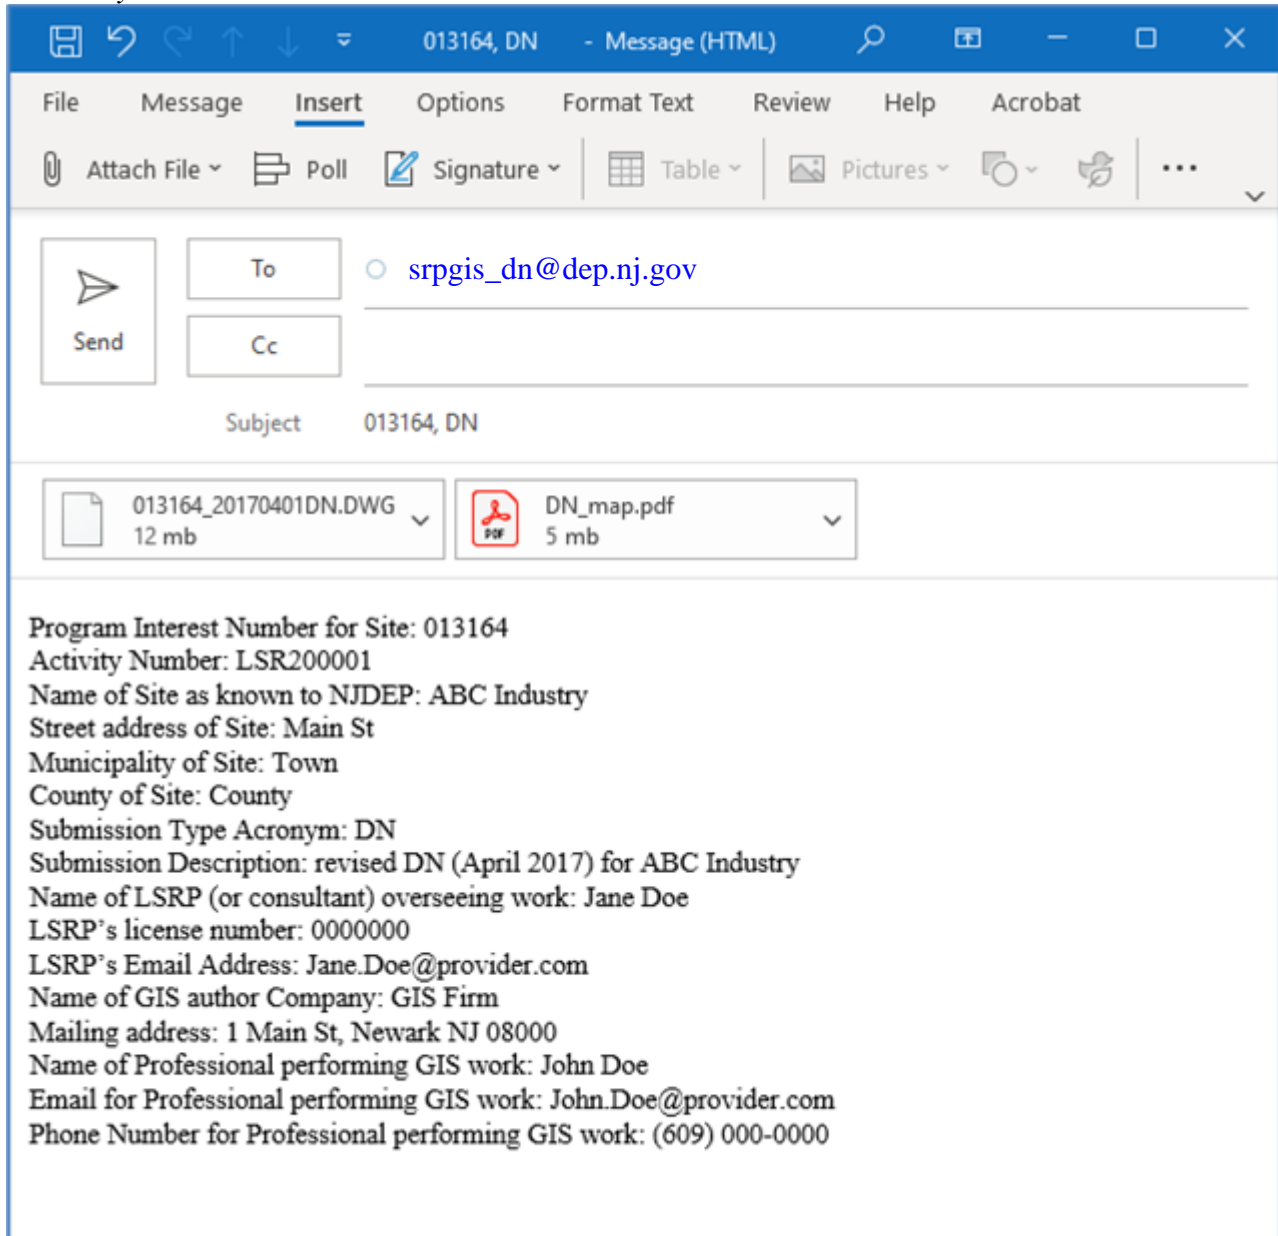 013164, DN - Message (HTML)
File Message Insert Options Format Text Review Help Acrobat
Attach File Poll Signature Table Pictures
To srpgis_dn@dep.nj.gov
Send Cc
Subject 013164, DN
013164_20170401DN.DWG DN_map.pdf
12 mb PDF 5 mb
Program Interest Number for Site: 013164
Activity Number: LSR200001
Name of Site as known to NJDEP: ABC Industry
Street address of Site: Main St
Municipality of Site: Town
County of Site: County
Submission Type Acronym: DN
Submission Description: revised DN (April 2017) for ABC Industry
Name of LSRP (or consultant) overseeing work: Jane Doe
LSRP’s license number: 0000000
LSRP’s Email Address: Jane.Doe@provider.com
Name of GIS author Company: GIS Firm
Mailing address: 1 Main St, Newark NJ 08000
Name of Professional performing GIS work: John Doe
Email for Professional performing GIS work: John.Doe@provider.com
Phone Number for Professional performing GIS work: (609) 000-0000